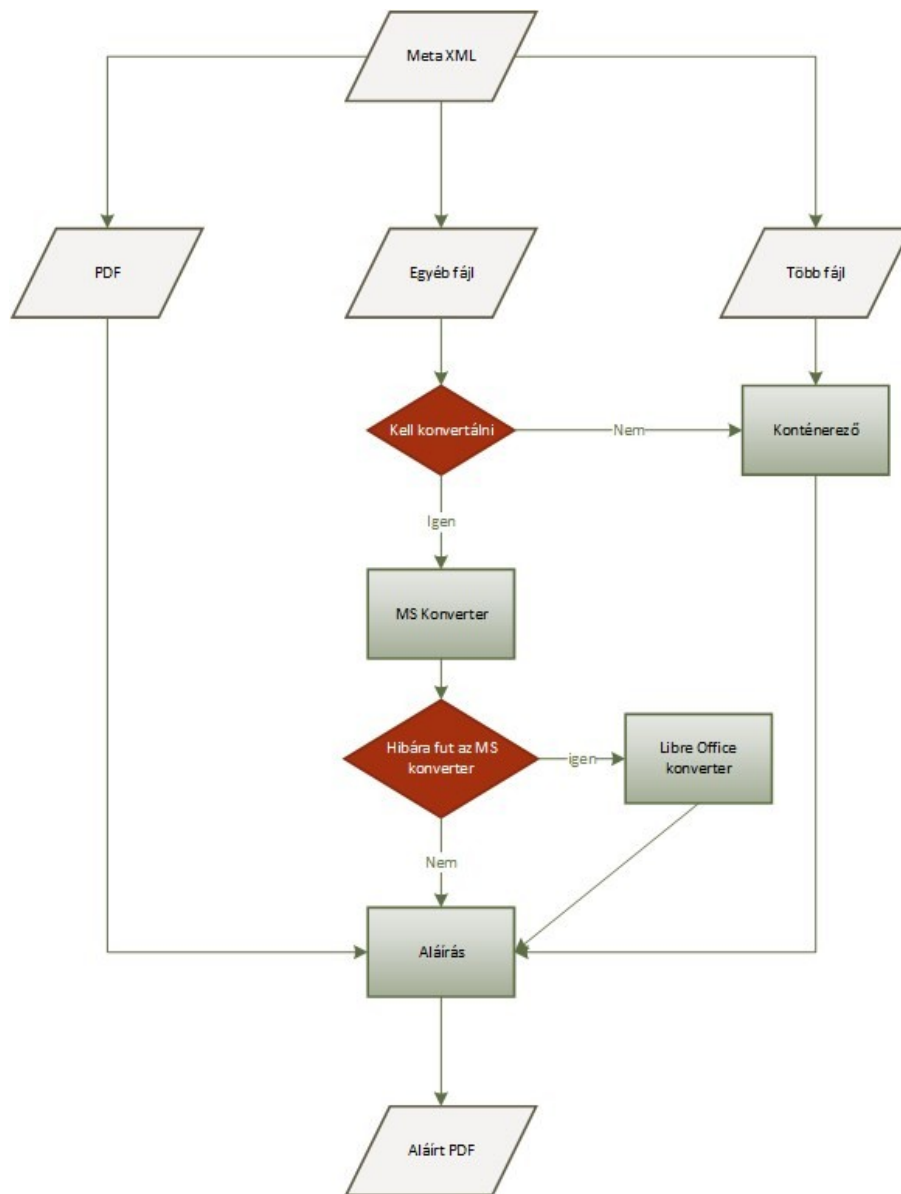 Meta XML
PDF
Egyéb fájl
Több fájl
Kell konvertálni
Nem
Konténerező
Igen
MS Konverter
Hibára fut az MS
konverter
igen
Libre Office
konverter
Nem
Aláírás
Aláírt PDF